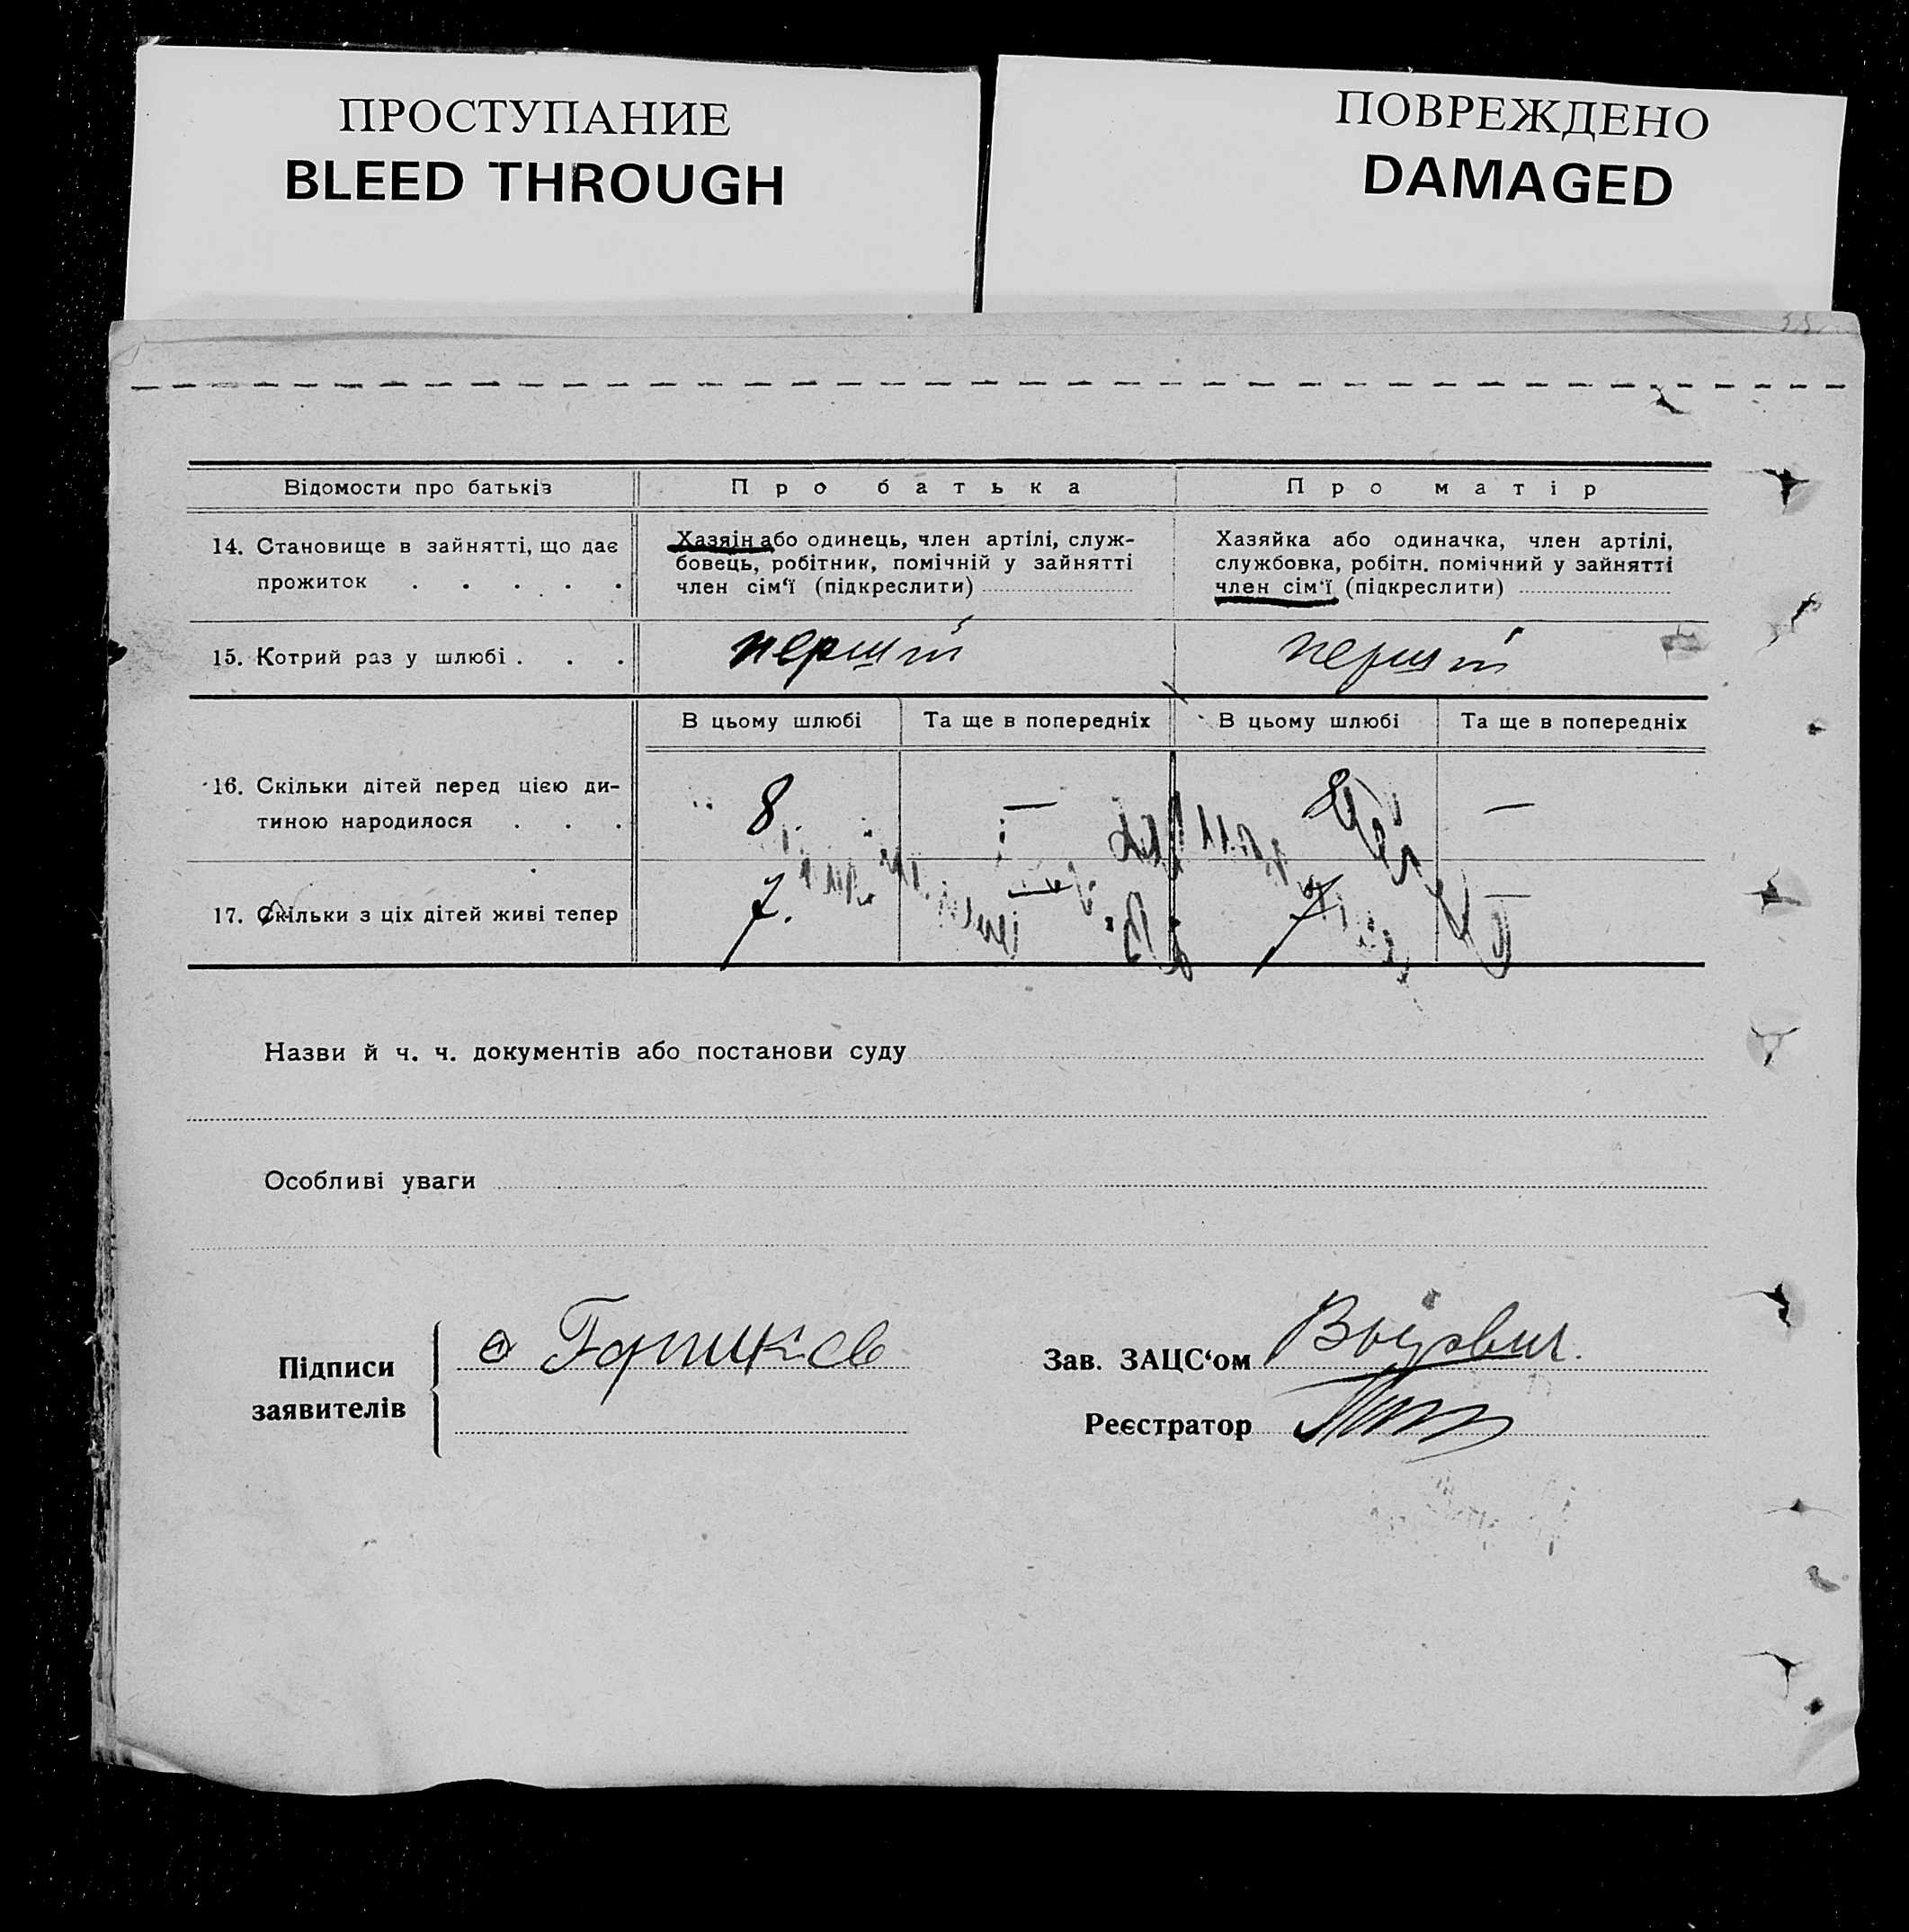 ПРОСТУПАНИЕ
BLEED THROUGH
ПОВРЕЖДЕНО
DAMAGED
Відомости про батьків
Про батька
Про матір
14. Становище в зайнятті, що дає
прожиток . . . . .
Хазяїн або одинець, член артілі, служ-
бовець, робітник, помічній у зайнятті
член сім‘ї (підкреслити)
Хазяйка або одиначка, член артілі,
службовка, робітн. помічний у зайнятті
член сім‘ї (підкреслити)
15. Котрий раз у шлюбі . . .
перший
перший
В цьому шлюбі
Та ще в попередніх
В цьому шлюбі
Та ще в попередніх
16. Скільки дітей перед цією ди-
тиною народилося . . .
8
—
8
—
17. Скільки з ціх дітей живі тепер
7.
—
7
—
Назви й ч. ч. документів або постанови суду
Особливі уваги
Підписи
заявителів
Зав. ЗАЦС‘ом
Реєстратор